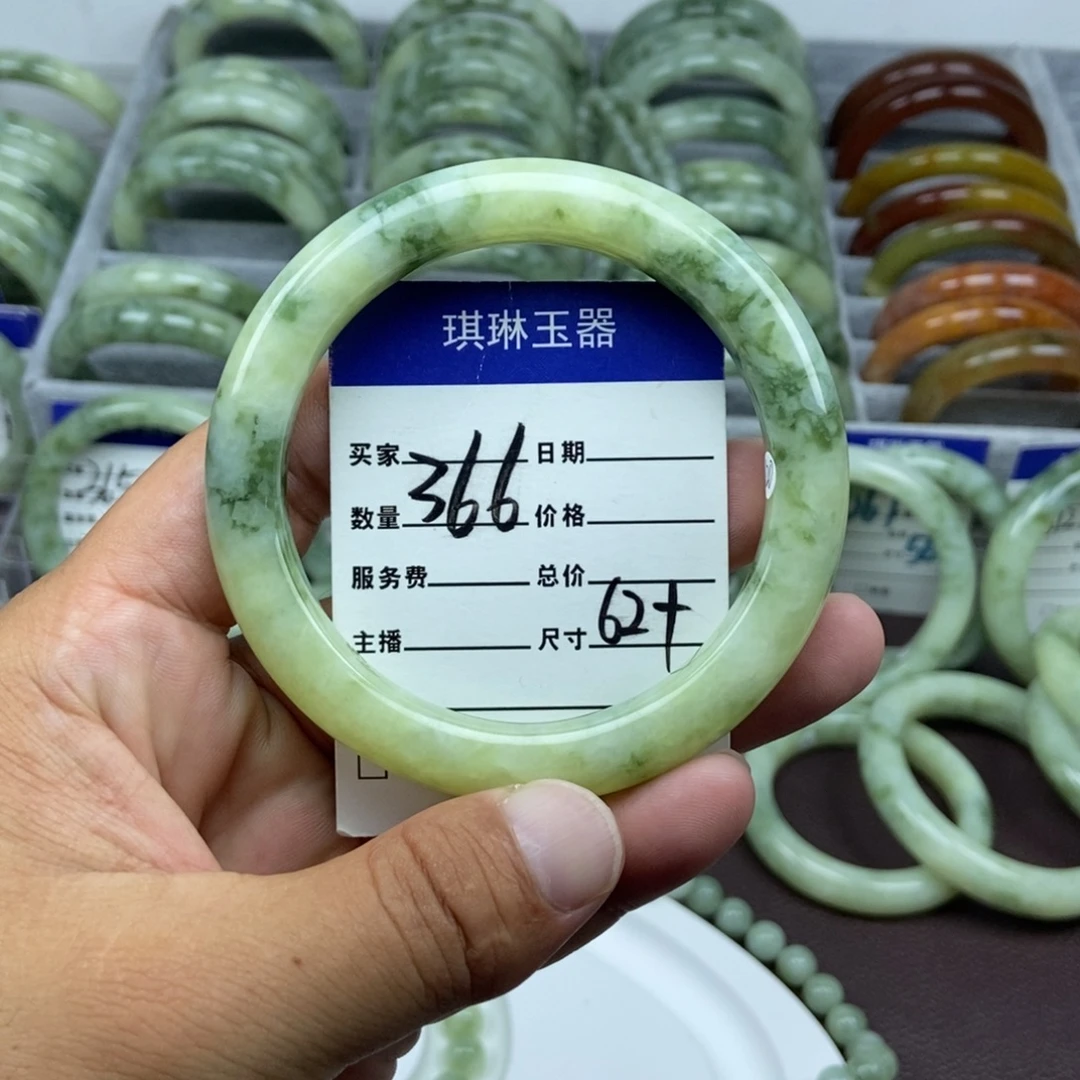 琪琳玉器
买家 366 日期
数量 价格
服务费 总价
主播 尺寸 62+